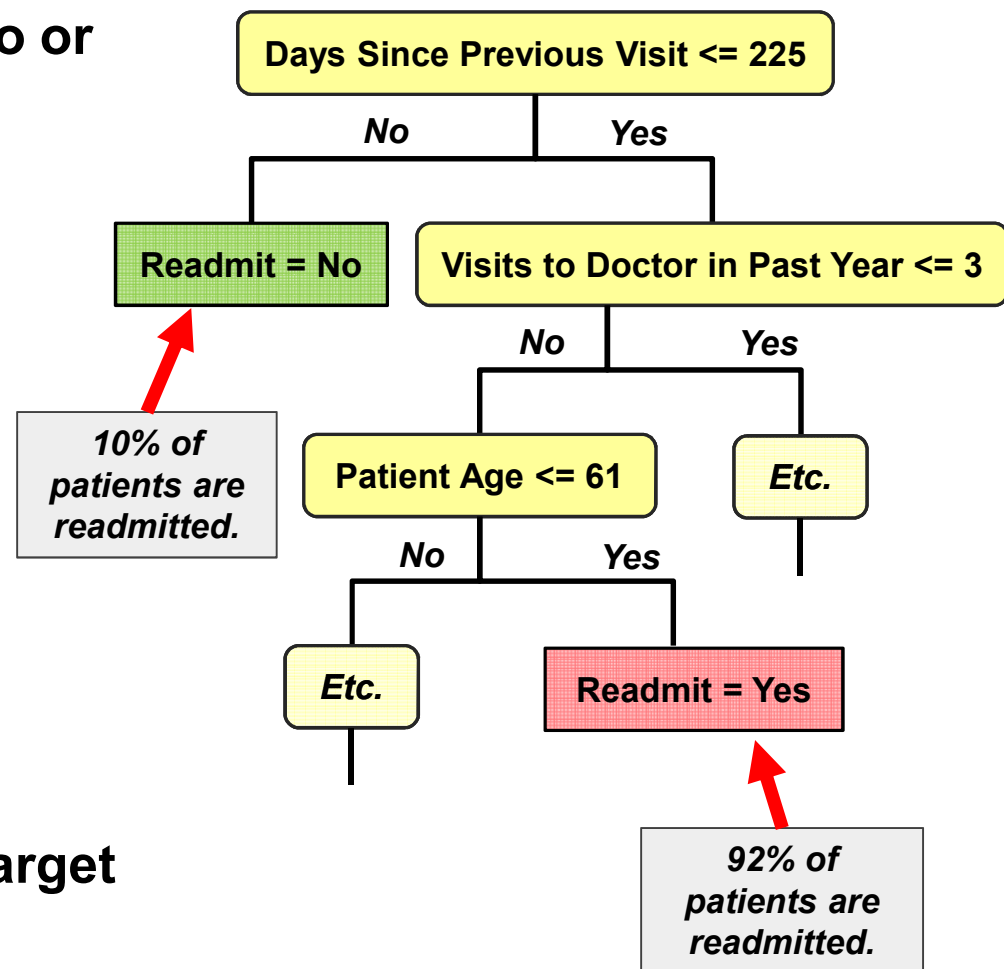 o or
Days Since Previous Visit <= 225
No
Yes
Readmit = No
Visits to Doctor in Past Year <= 3
No
Yes
10% of
patients are
readmitted.
Patient Age <= 61
Etc.
No
Yes
Etc.
Readmit = Yes
arget
92% of
patients are
readmitted.